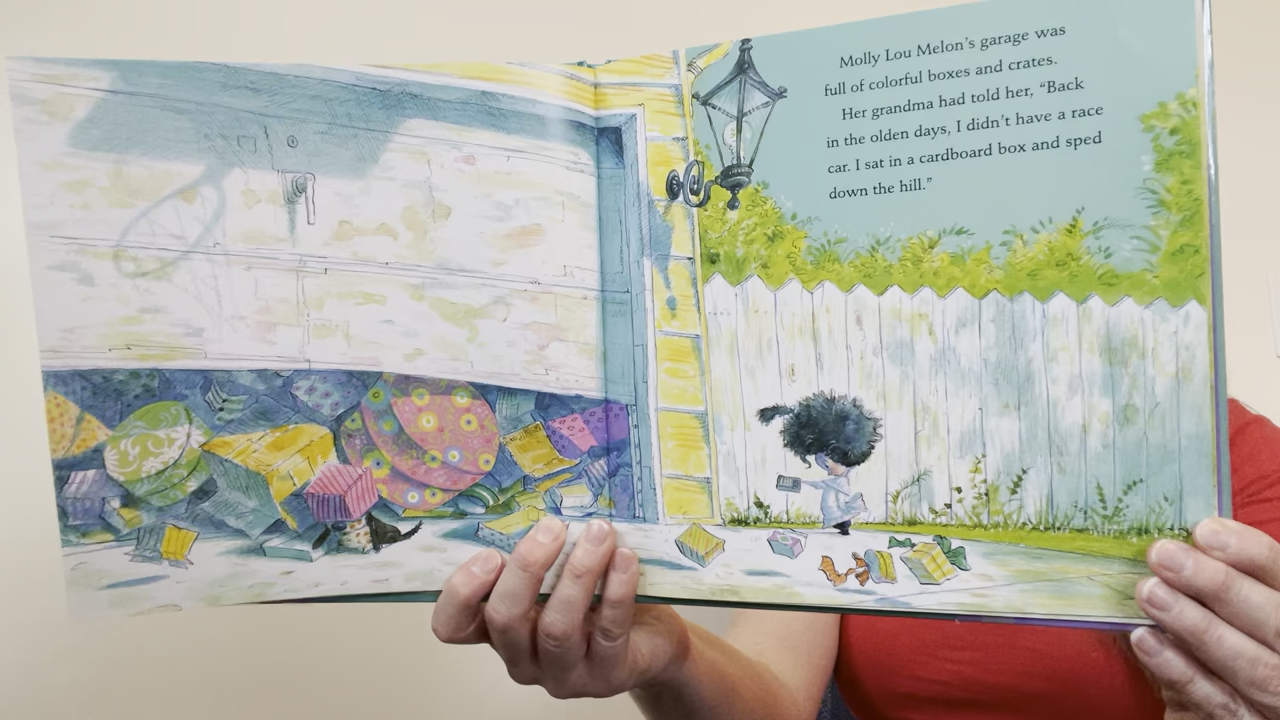 Molly Lou Melon's garage was
full of colorful boxes and crates.
Her grandma had told her, "Back
in the olden days, I didn't have a race
car. I sat in a cardboard box and sped
down the hill."